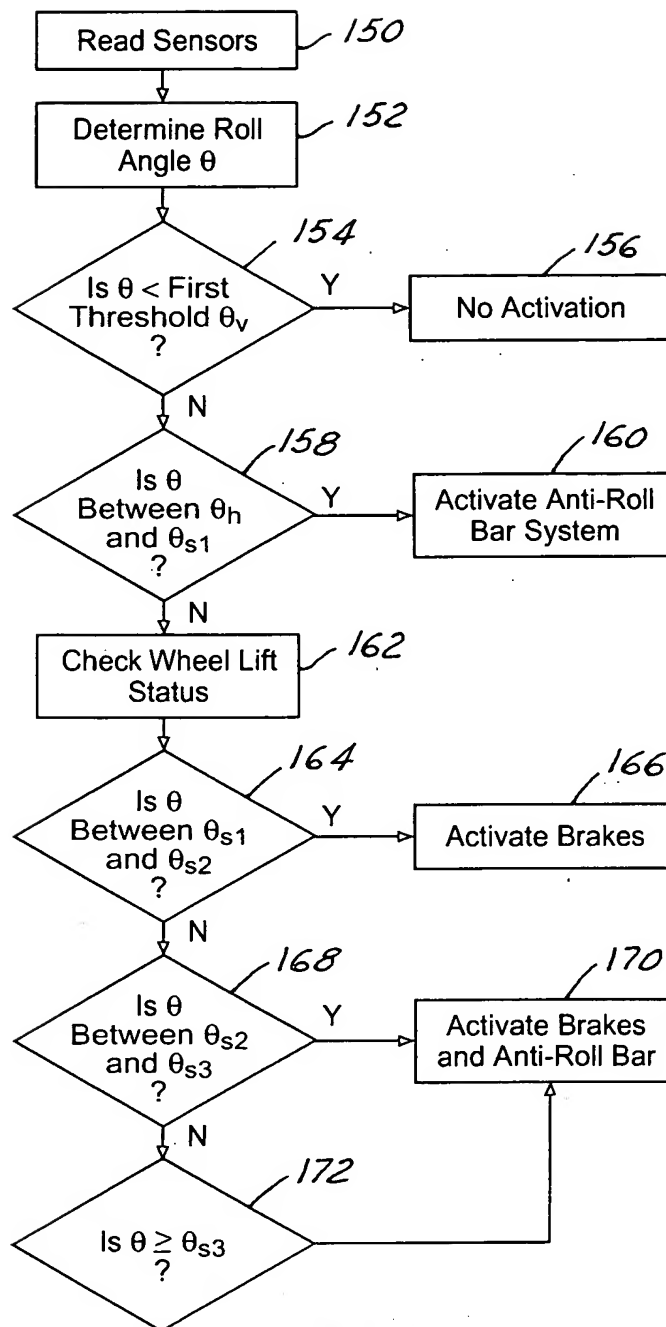 Read Sensors
150
Determine Roll
Angle θ
152
154
Is θ < First
Threshold θv
?
Y
156
No Activation
N
158
Is θ
Between θh
and θs1
?
Y
160
Activate Anti-Roll
Bar System
N
Check Wheel Lift
Status
162
164
Is θ
Between θs1
and θs2
?
Y
166
Activate Brakes
N
168
Is θ
Between θs2
and θs3
?
Y
170
Activate Brakes
and Anti-Roll Bar
N
172
Is θ ≥ θs3
?